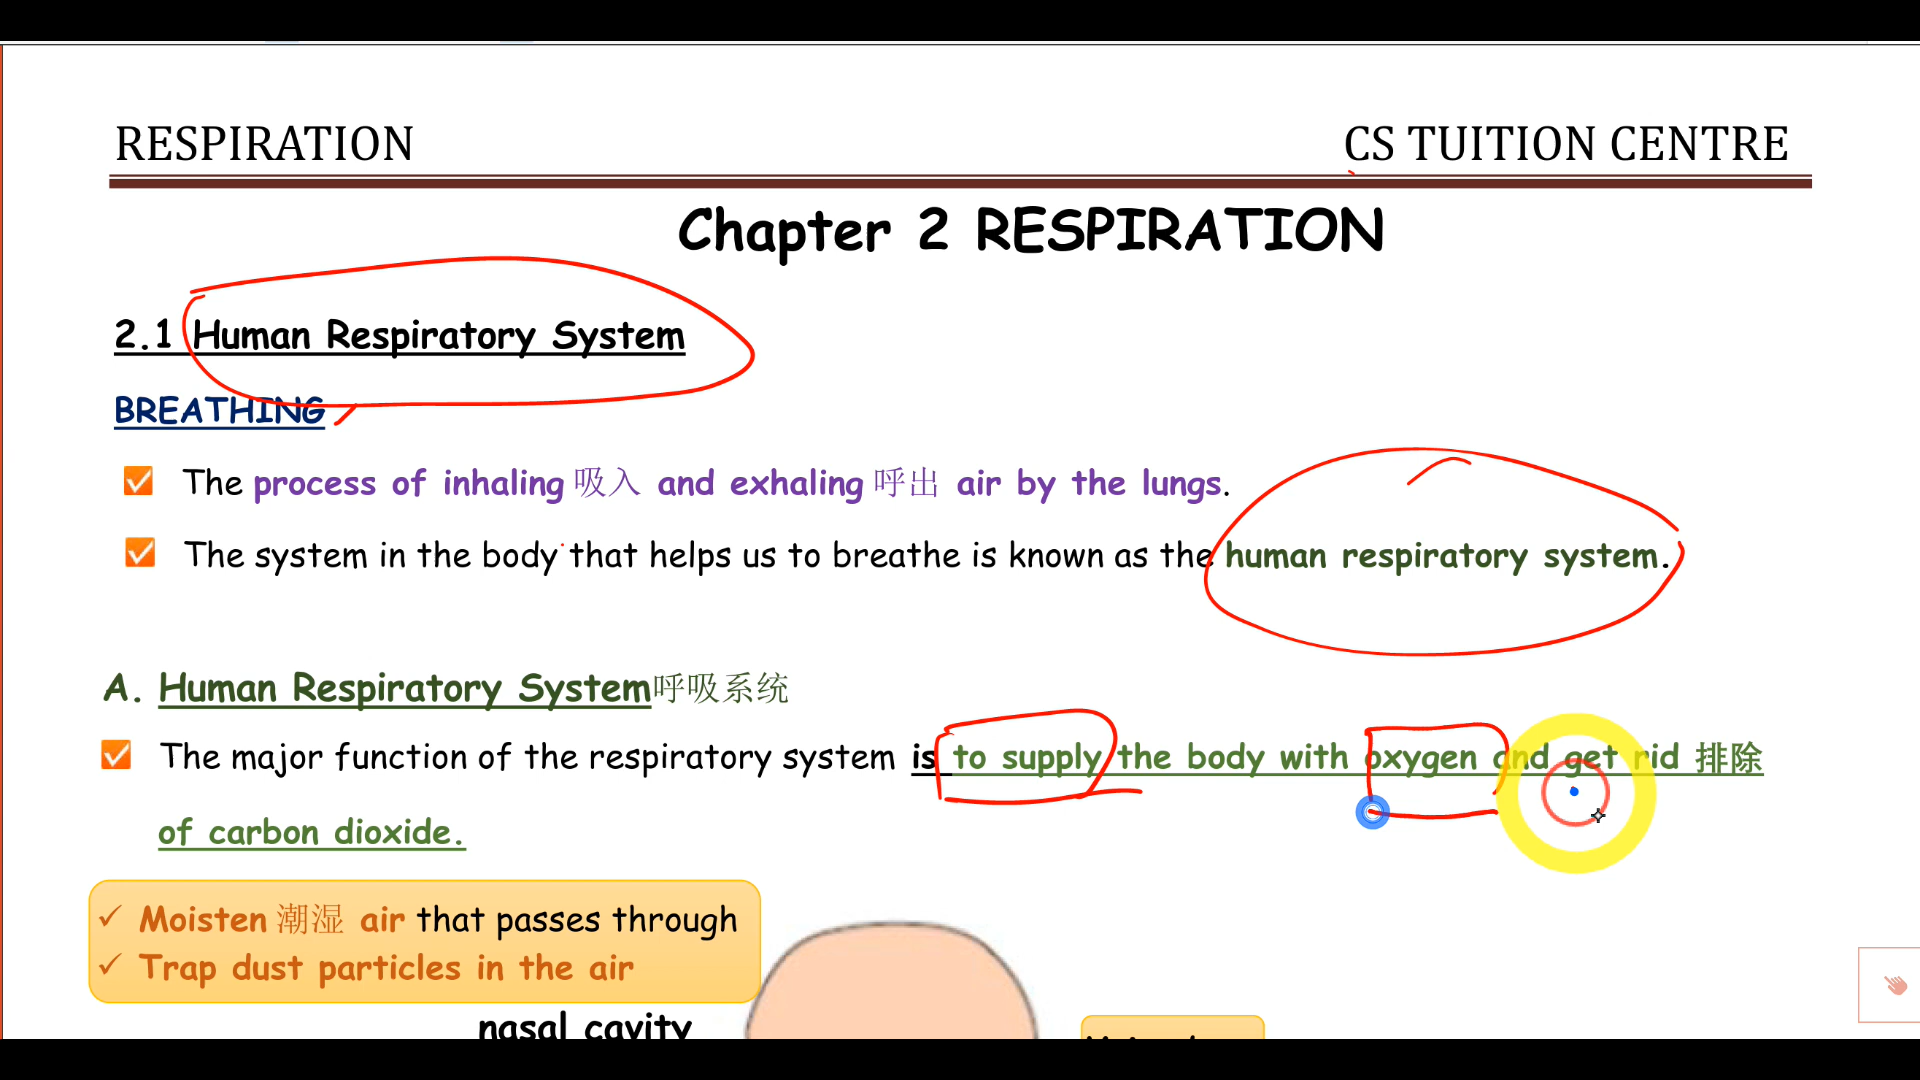 RESPIRATION CS TUITION CENTRE
Chapter 2 RESPIRATION
2.1 Human Respiratory System
BREATHING
The process of inhaling 吸入 and exhaling 呼出 air by the lungs.
The system in the body that helps us to breathe is known as the human respiratory system.
A. Human Respiratory System呼吸系统
The major function of the respiratory system is to supply the body with oxygen and get rid 排除
of carbon dioxide.
Moisten 潮湿 air that passes through
Trap dust particles in the air
nasal cavity